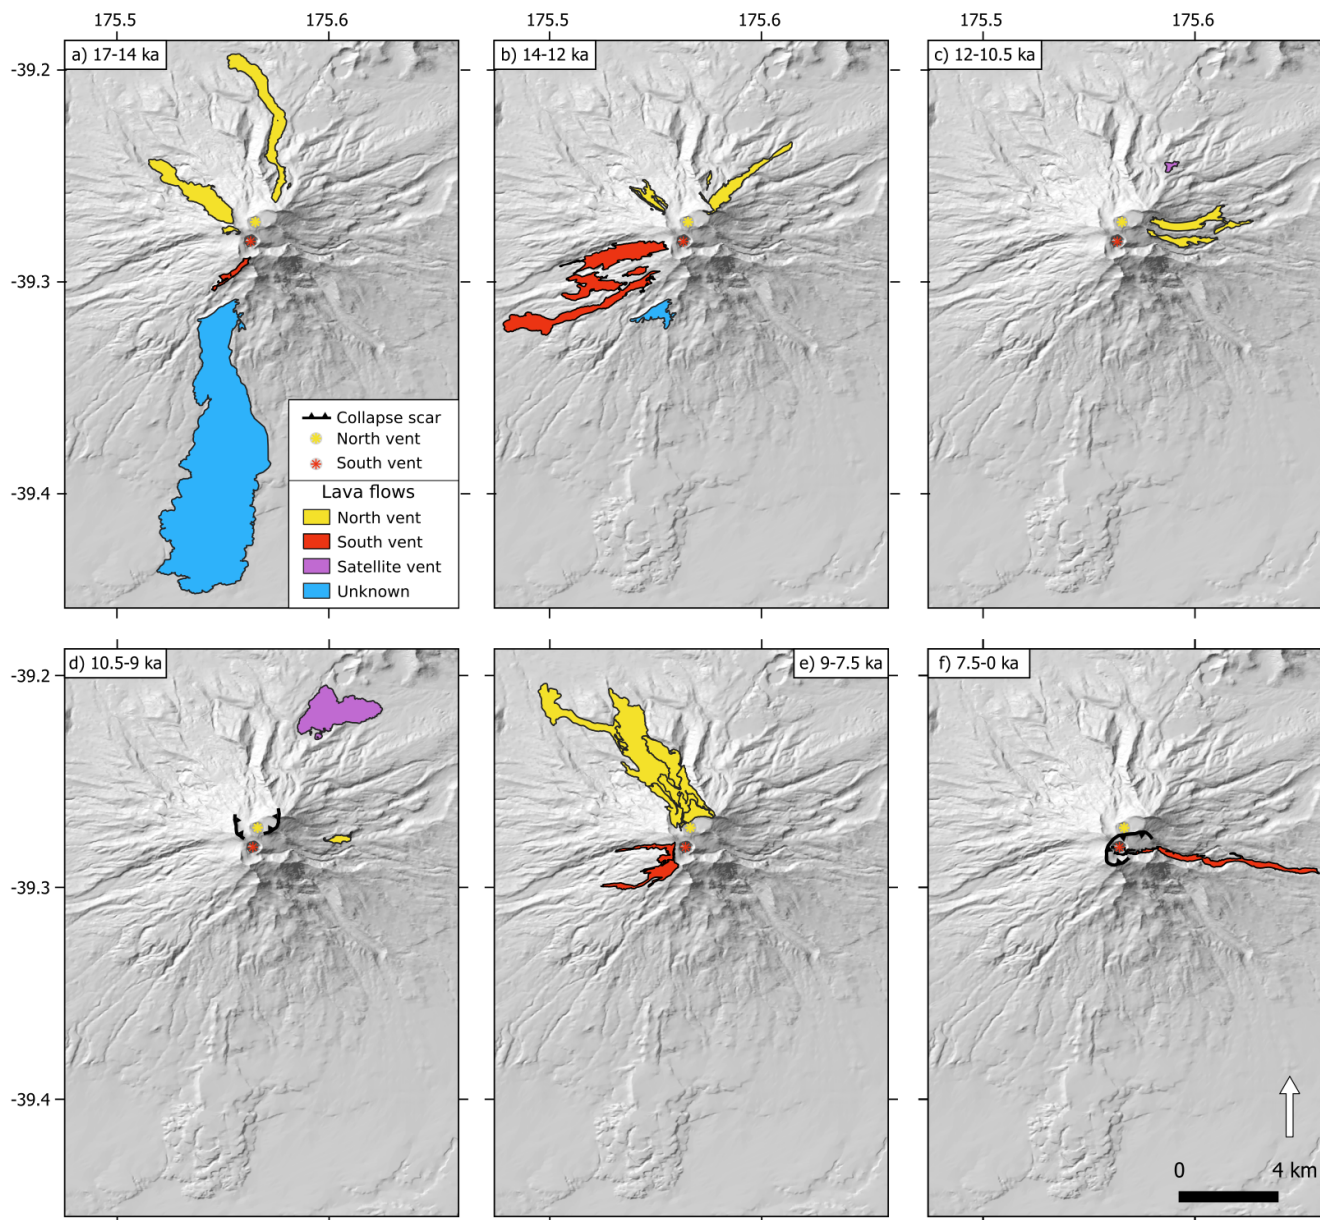 175.5 175.6 175.5 175.6 175.5 175.6
a) 17-14 ka
b) 14-12 ka
c) 12-10.5 ka
-39.2
-39.3
-39.4
Collapse scar
North vent
South vent
Lava flows
North vent
South vent
Satellite vent
Unknown
d) 10.5-9 ka
e) 9-7.5 ka
f) 7.5-0 ka
-39.2
-39.3
-39.4
0 4 km